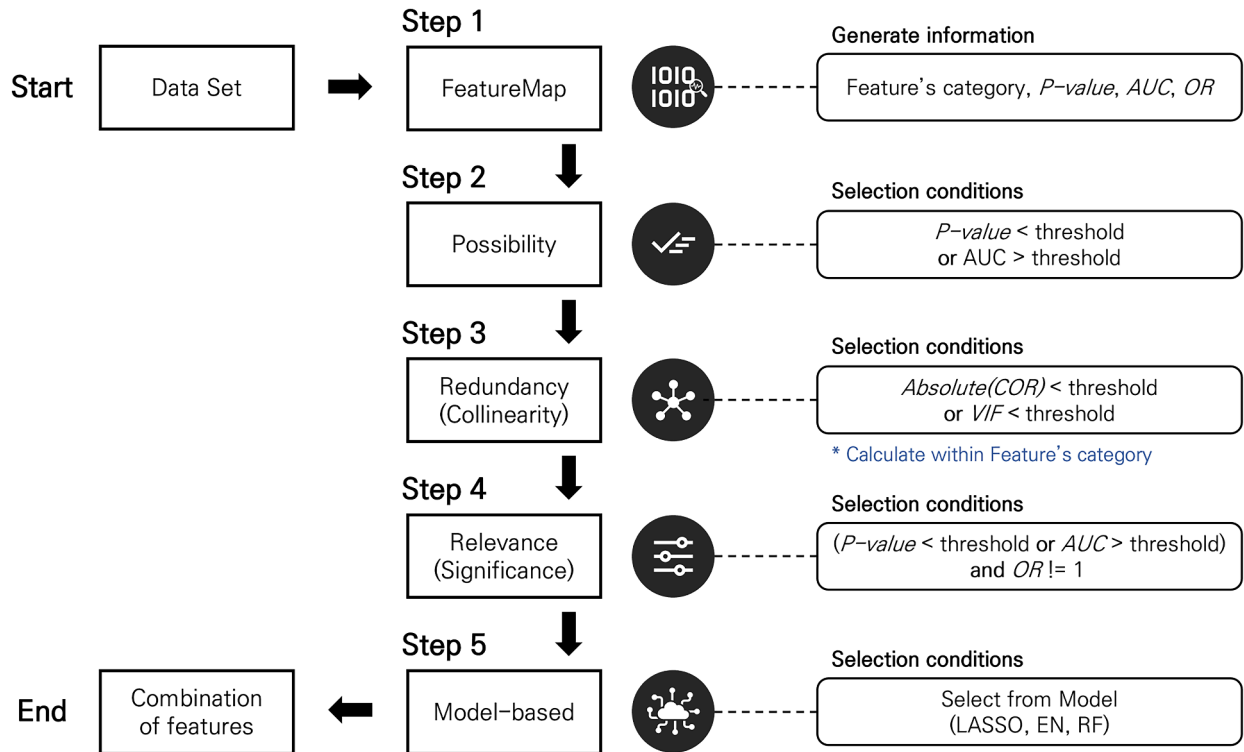 Start
Data Set
Step 1
FeatureMap
1010
1010
Generate information
Feature's category, P-value, AUC, OR
Step 2
Possibility
Selection conditions
P-value < threshold
or AUC > threshold
Step 3
Redundancy
(Collinearity)
Selection conditions
Absolute(COR) < threshold
or VIF < threshold
* Calculate within Feature's category
Step 4
Relevance
(Significance)
Selection conditions
(P-value < threshold or AUC > threshold)
and OR != 1
Step 5
Model-based
Selection conditions
Select from Model
(LASSO, EN, RF)
End
Combination
of features